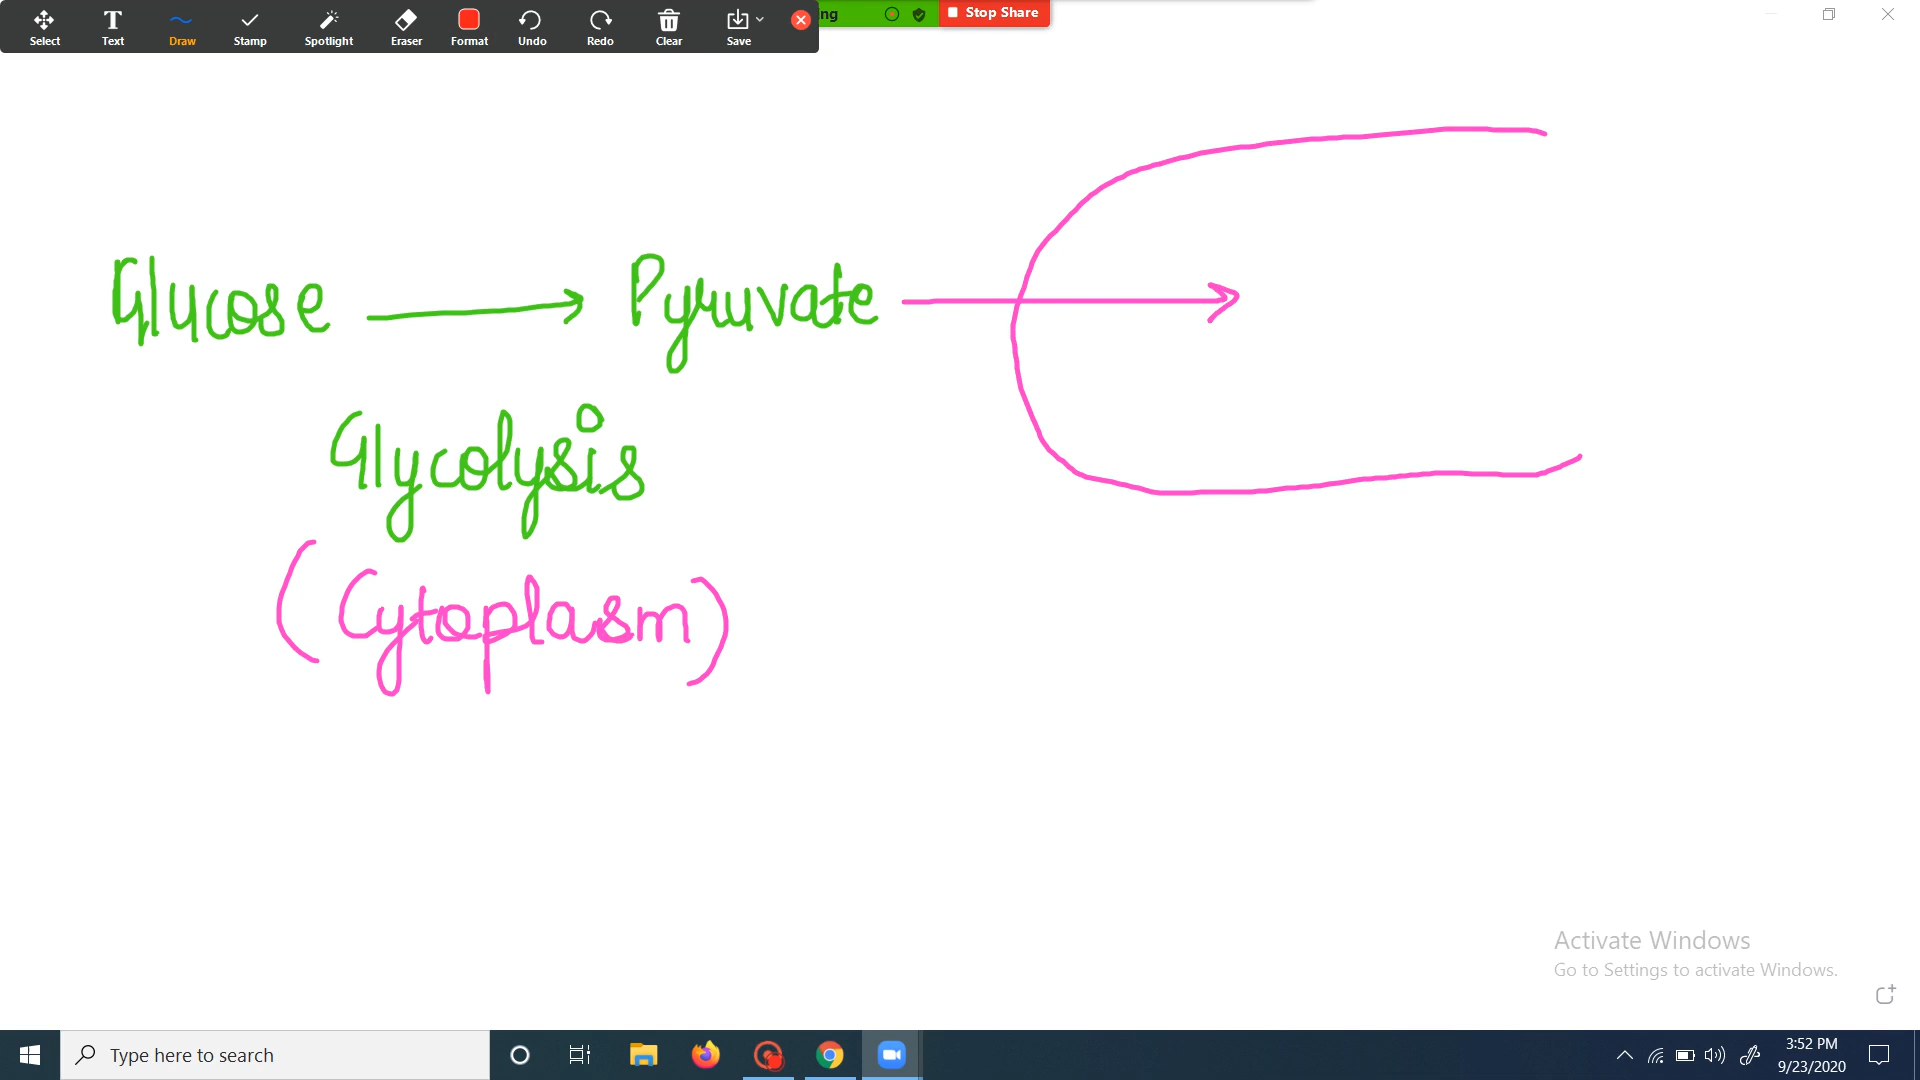 Select Text Draw Stamp Spotlight Eraser Format Undo Redo Clear Save
ng Stop Share
Glucose → Pyruvate →
Glycolysis
(Cytoplasm)
Activate Windows
Go to Settings to activate Windows.
Type here to search
3:52 PM
9/23/2020